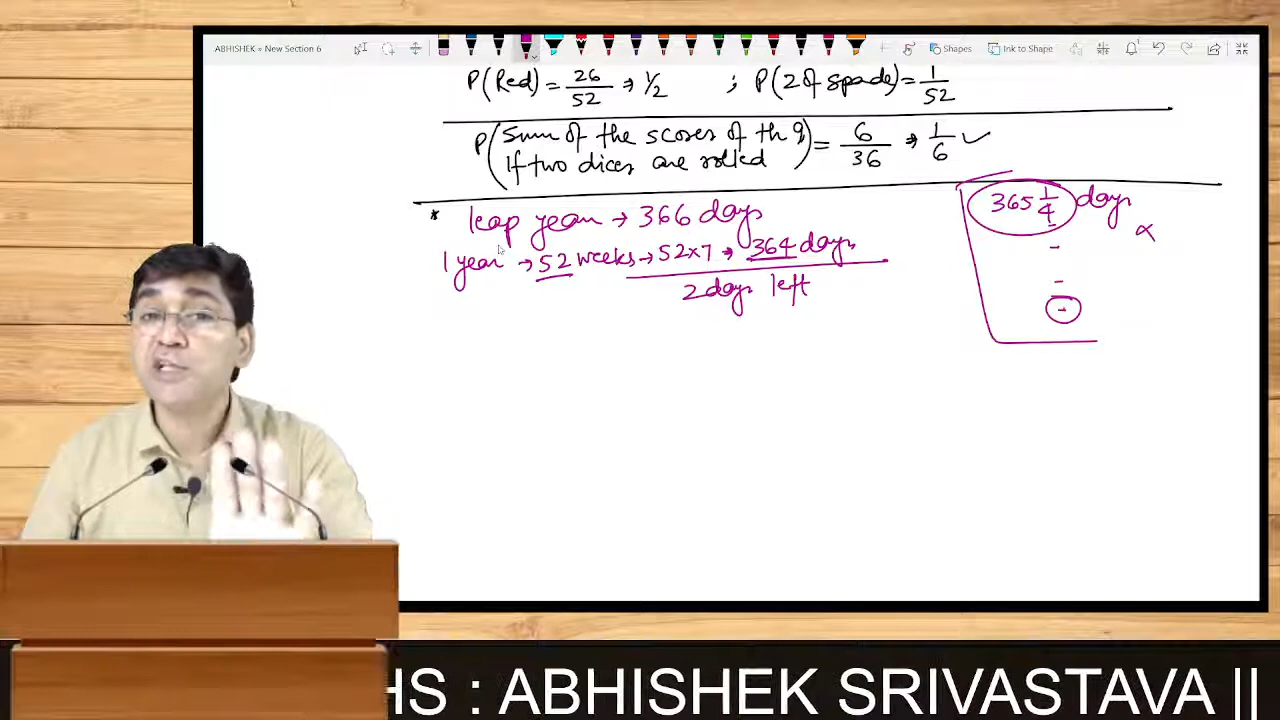 ABHISHEK « New Section 6
Shapes
Ink to Shape
P(Red) = 26/52 → 1/2 ; P(2 of spade) = 1/52
P(Sum of the scores of th 9, If two dices are rolled) = 6/36 → 1/6 ✓
* leap year → 366 days
1 year → 52 weeks → 52×7 → 364 days
2 days left
365 1/4 days
HS : ABHISHEK SRIVASTAVA ||